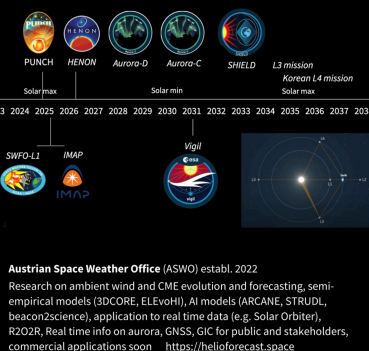 PUNCH HENON Aurora-D Aurora-C SHIELD L3 mission
Korean L4 mission
Solar max Solar min Solar max
3 2024 2025 2026 2027 2028 2029 2030 2031 2032 2033 2034 2035 2036 2037 203
SWFO-L1 IMAP Vigil
esa
IMAP
vigil
Austrian Space Weather Office (ASWO) establ. 2022
Research on ambient wind and CME evolution and forecasting, semi-
empirical models (3DCORE, ELEvoHI), AI models (ARCANE, STRUDL,
beacon2science), application to real time data (e.g. Solar Orbiter),
R2O2R, Real time info on aurora, GNSS, GIC for public and stakeholders,
commercial applications soon https://helioforecast.space